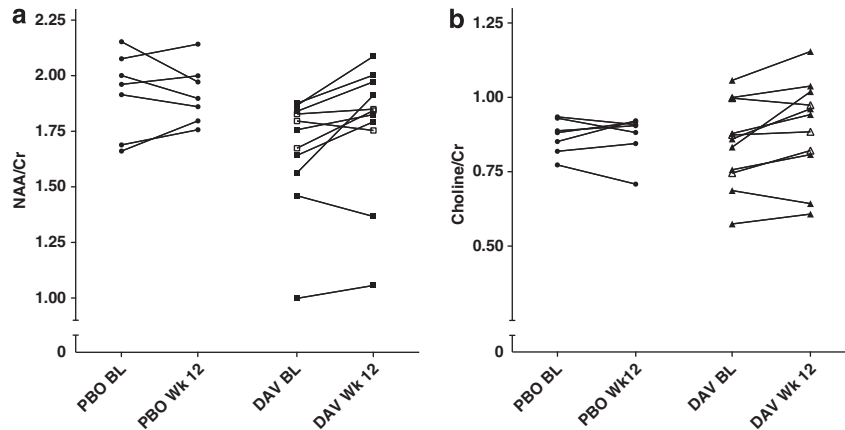 a
2.25
2.00
1.75
1.50
1.25
1.00
0
NAA/Cr
PBO BL
PBO Wk 12
DAV BL
DAV Wk 12
b
1.25
1.00
0.75
0.50
0
Choline/Cr
PBO BL
PBO Wk12
DAV BL
DAV Wk 12